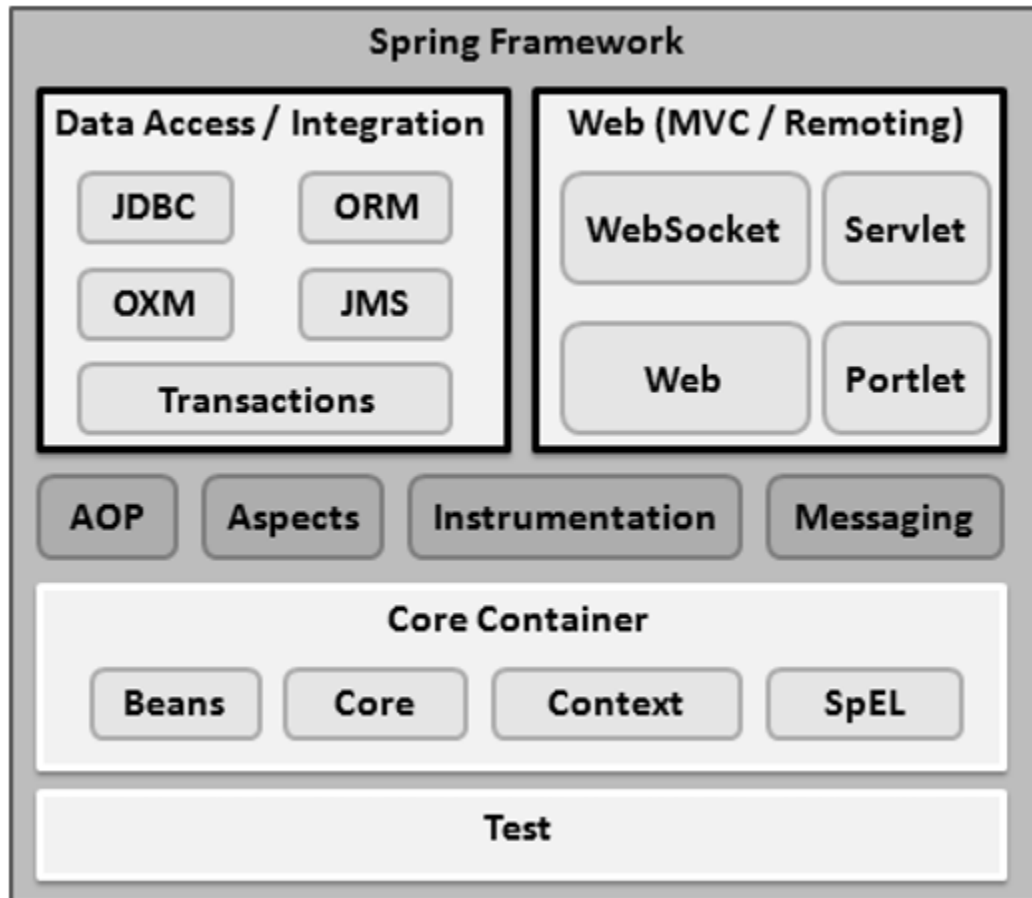 Spring Framework
Data Access / Integration
JDBC
ORM
OXM
JMS
Transactions
Web (MVC / Remoting)
WebSocket
Servlet
Web
Portlet
AOP
Aspects
Instrumentation
Messaging
Core Container
Beans
Core
Context
SpEL
Test